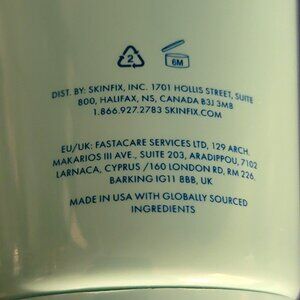 2
6M
DIST. BY: SKINFIX, INC. 1701 HOLLIS STREET, SUITE
800, HALIFAX, NS, CANADA B3J 3M8
1.866.927.2783 SKINFIX.COM
EU/UK: FASTACARE SERVICES LTD, 129 ARCH.
MAKARIOS III AVE., SUITE 203, ARADIPPOU, 7102
LARNACA, CYPRUS /160 LONDON RD, RM 226,
BARKING IG11 8BB, UK
MADE IN USA WITH GLOBALLY SOURCED
INGREDIENTS